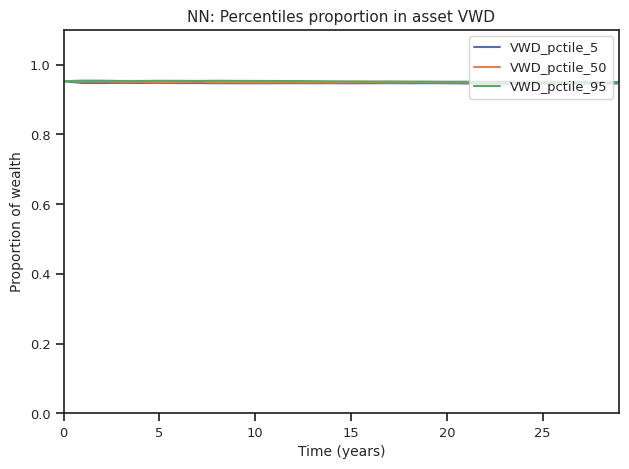 NN: Percentiles proportion in asset VWD
VWD_pctile_5
VWD_pctile_50
VWD_pctile_95
Proportion of wealth
1.0
0.8
0.6
0.4
0.2
0.0
0 5 10 15 20 25
Time (years)